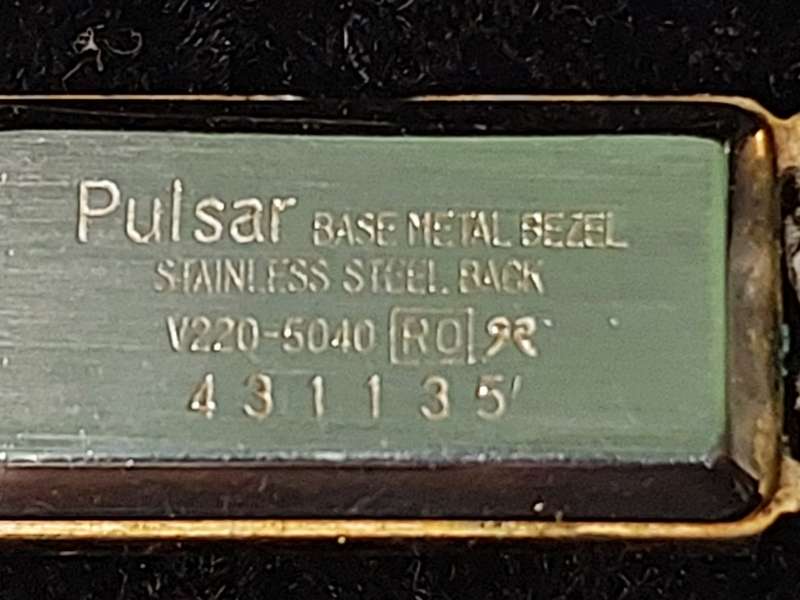 Pulsar BASE METAL BEZEL
STAINLESS STEEL BACK
V220-5040 RO
431135